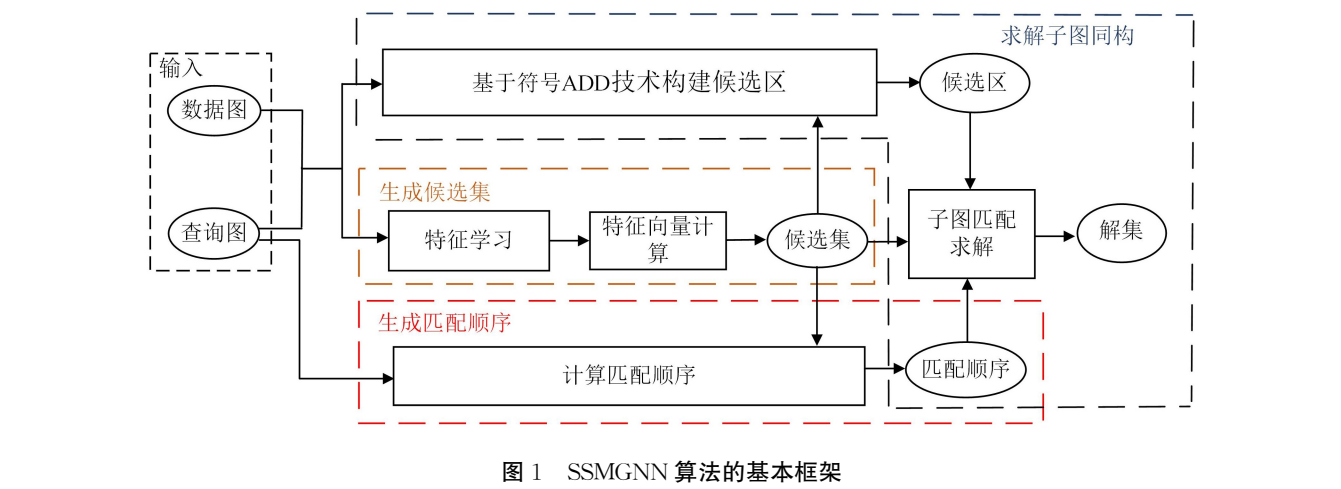 求解子图同构
输入
数据图
基于符号ADD技术构建候选区
候选区
生成候选集
查询图
特征学习
特征向量计
算
候选集
子图匹配
求解
解集
生成匹配顺序
计算匹配顺序
匹配顺序
图 1 SSMGNN 算法的基本框架